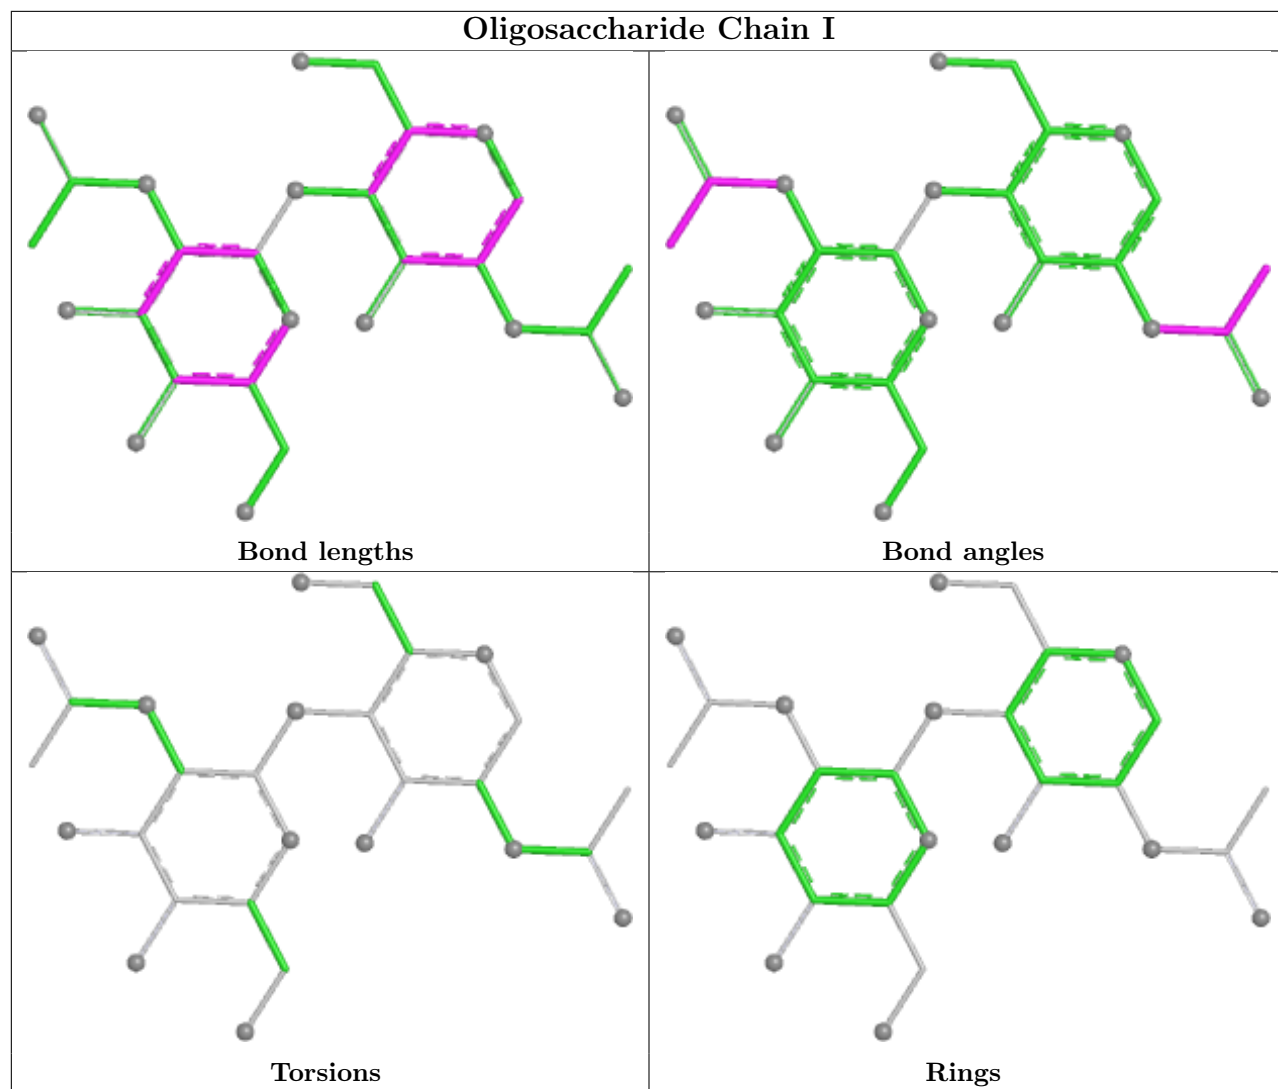 Oligosaccharide Chain I
Bond lengths
Bond angles
Torsions
Rings